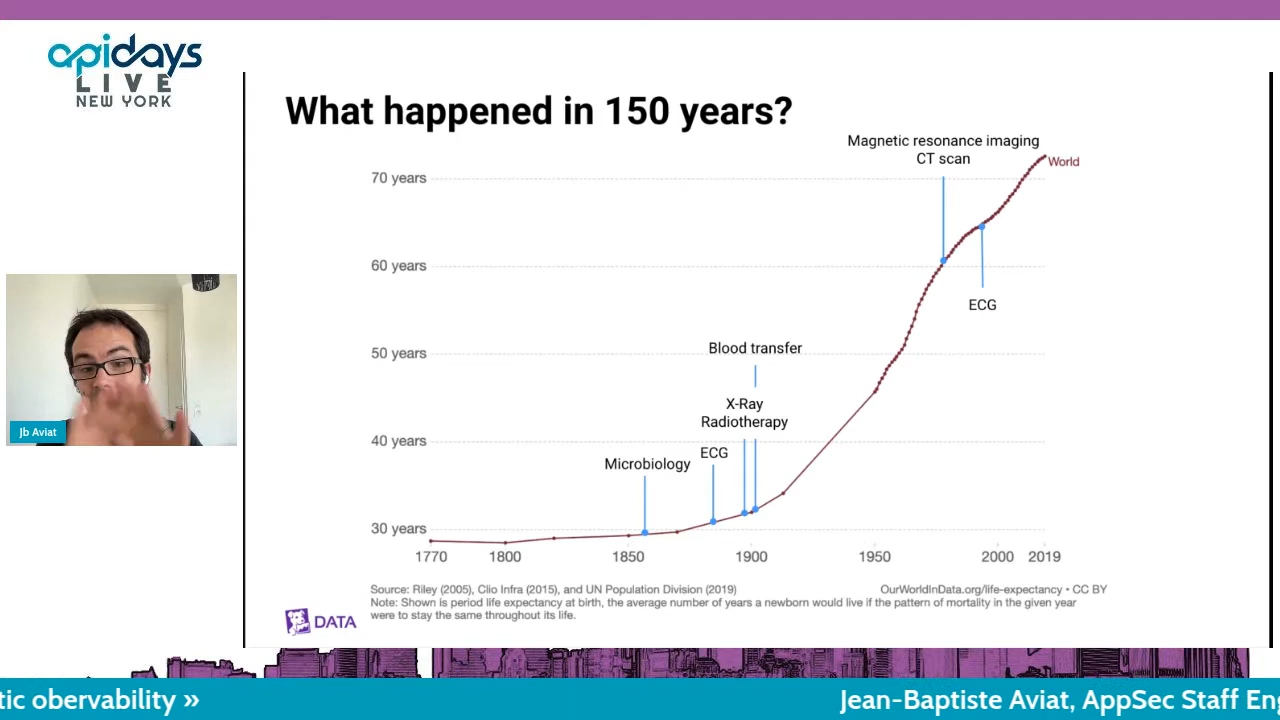 apidays
LIVE
NEW YORK
What happened in 150 years?
Magnetic resonance imaging
CT scan
World
70 years
60 years
ECG
50 years
Blood transfer
X-Ray
Radiotherapy
40 years
ECG
Microbiology
30 years
1770 1800 1850 1900 1950 2000 2019
Source: Riley (2005), Clio Infra (2015), and UN Population Division (2019)
OurWorldInData.org/life-expectancy • CC BY
Note: Shown is period life expectancy at birth, the average number of years a newborn would live if the pattern of mortality in the given year
were to stay the same throughout its life.
DATA
Jb Aviat
tic obervability »
Jean-Baptiste Aviat, AppSec Staff Eng